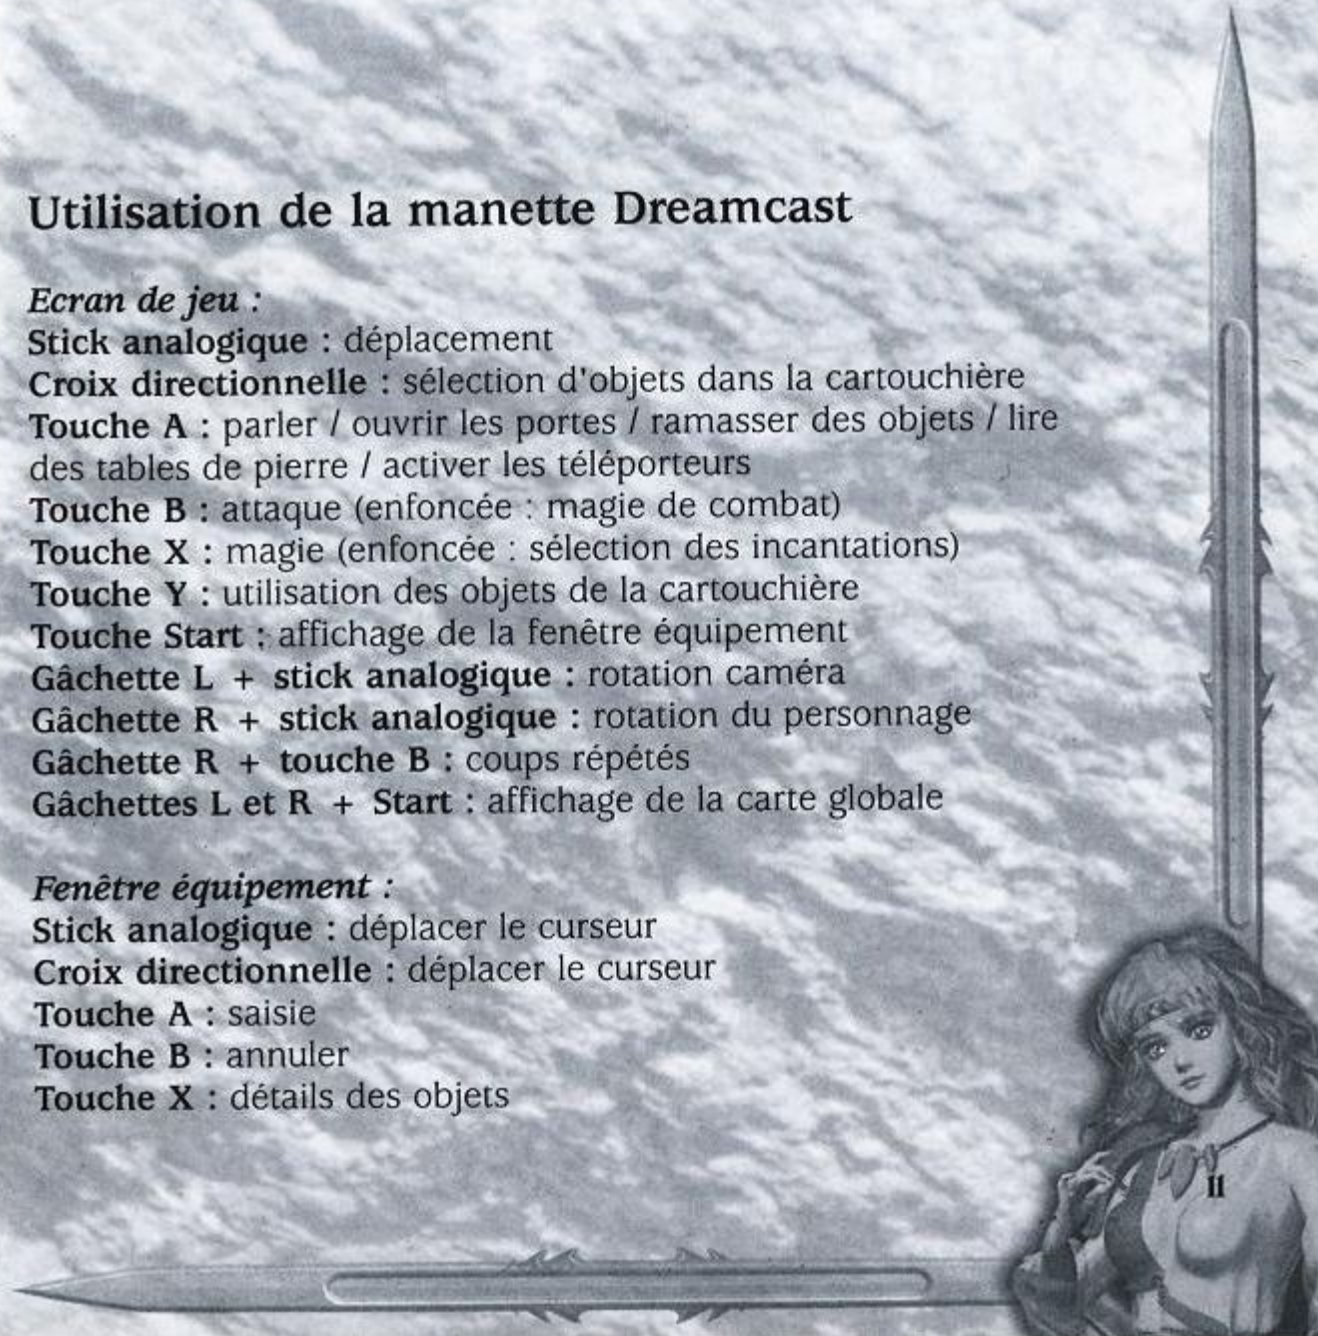 Utilisation de la manette Dreamcast
Ecran de jeu :
Stick analogique : déplacement
Croix directionnelle : sélection d'objets dans la cartouchière
Touche A : parler / ouvrir les portes / ramasser des objets / lire
des tables de pierre / activer les téléporteurs
Touche B : attaque (enfoncée : magie de combat)
Touche X : magie (enfoncée : sélection des incantations)
Touche Y : utilisation des objets de la cartouchière
Touche Start : affichage de la fenêtre équipement
Gâchette L + stick analogique : rotation caméra
Gâchette R + stick analogique : rotation du personnage
Gâchette R + touche B : coups répétés
Gâchettes L et R + Start : affichage de la carte globale
Fenêtre équipement :
Stick analogique : déplacer le curseur
Croix directionnelle : déplacer le curseur
Touche A : saisie
Touche B : annuler
Touche X : détails des objets
11